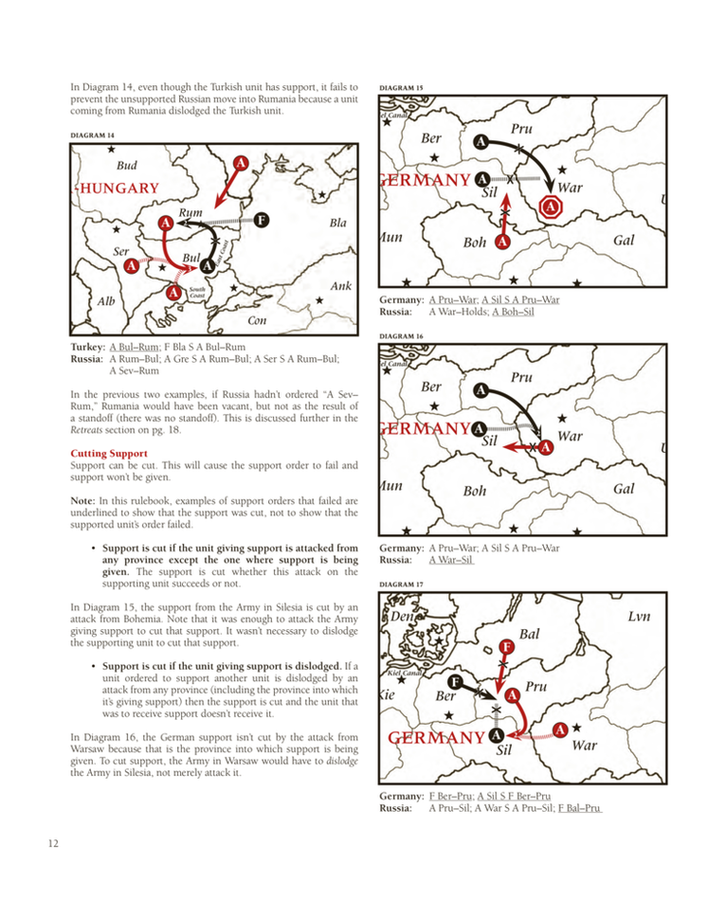 In Diagram 14, even though the Turkish unit has support, it fails to
prevent the unsupported Russian move into Rumania because a unit
coming from Rumania dislodged the Turkish unit.
DIAGRAM 14
Bud
HUNGARY
A
Rum
A
F
Bla
Ser
A
Bul
A
East Coast
A
South
Coast
Alb
Ank
Con
Turkey: A Bul–Rum; F Bla S A Bul–Rum
Russia: A Rum–Bul; A Gre S A Rum–Bul; A Ser S A Rum–Bul;
A Sev–Rum
In the previous two examples, if Russia hadn't ordered “A Sev–
Rum,” Rumania would have been vacant, but not as the result of
a standoff (there was no standoff). This is discussed further in the
Retreats section on pg. 18.
Cutting Support
Support can be cut. This will cause the support order to fail and
support won't be given.
Note: In this rulebook, examples of support orders that failed are
underlined to show that the support was cut, not to show that the
supported unit's order failed.
• Support is cut if the unit giving support is attacked from
any province except the one where support is being
given. The support is cut whether this attack on the
supporting unit succeeds or not.
In Diagram 15, the support from the Army in Silesia is cut by an
attack from Bohemia. Note that it was enough to attack the Army
giving support to cut that support. It wasn't necessary to dislodge
the supporting unit to cut that support.
• Support is cut if the unit giving support is dislodged. If a
unit ordered to support another unit is dislodged by an
attack from any province (including the province into which
it's giving support) then the support is cut and the unit that
was to receive support doesn't receive it.
In Diagram 16, the German support isn't cut by the attack from
Warsaw because that is the province into which support is being
given. To cut support, the Army in Warsaw would have to dislodge
the Army in Silesia, not merely attack it.
DIAGRAM 15
el Canal
Ber
Pru
A
GERMANY
A
Sil
War
A
Mun
Boh
A
Gal
Germany: A Pru–War; A Sil S A Pru–War
Russia: A War–Holds; A Boh–Sil
DIAGRAM 16
el Canal
Ber
Pru
A
GERMANY
A
Sil
War
A
Mun
Boh
Gal
Germany: A Pru–War; A Sil S A Pru–War
Russia: A War–Sil
DIAGRAM 17
Den
Lvn
Bal
F
Kiel Canal
Kie
F
Ber
A
Pru
GERMANY
A
Sil
A
War
Germany: F Ber–Pru; A Sil S F Ber–Pru
Russia: A Pru–Sil; A War S A Pru–Sil; F Bal–Pru
12